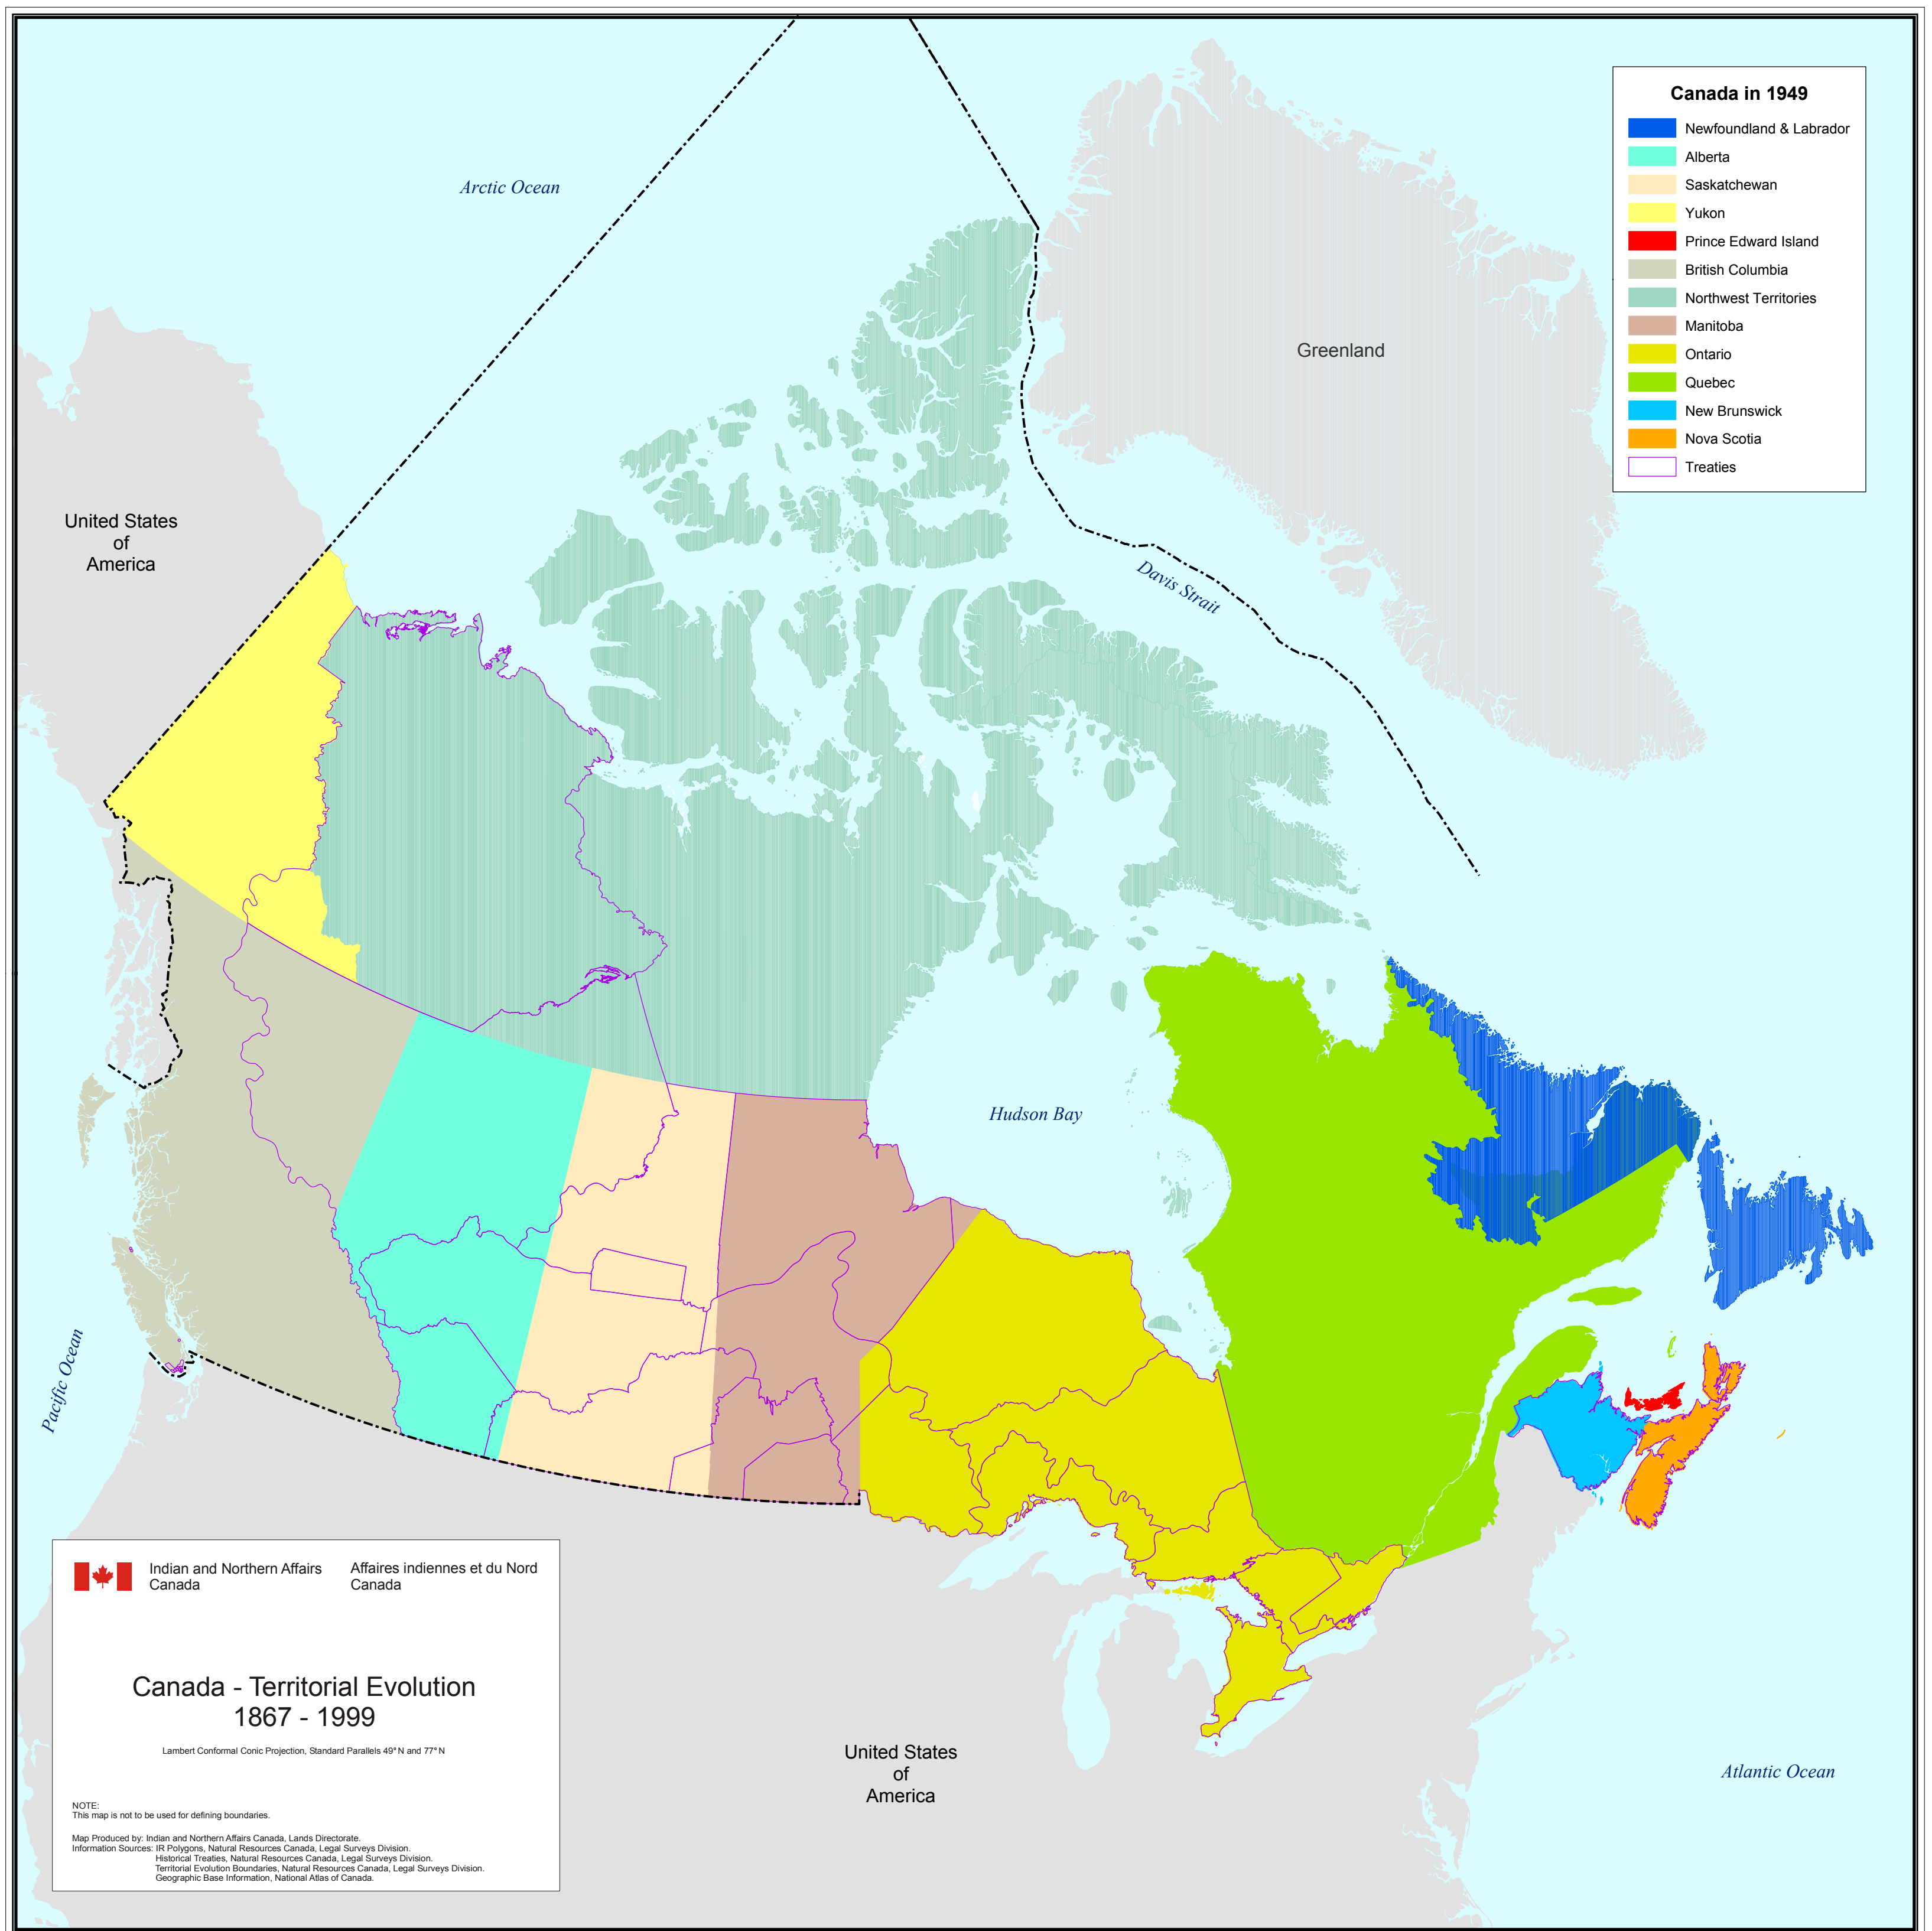 Canada in 1949
Newfoundland & Labrador
Alberta
Saskatchewan
Yukon
Prince Edward Island
British Columbia
Northwest Territories
Manitoba
Ontario
Quebec
New Brunswick
Nova Scotia
Treaties
Arctic Ocean
Greenland
United States
of
America
Davis Strait
Hudson Bay
Pacific Ocean
Indian and Northern Affairs
Canada
Affaires indiennes et du Nord
Canada
Canada - Territorial Evolution
1867 - 1999
Lambert Conformal Conic Projection, Standard Parallels 49° N and 77° N
NOTE:
This map is not to be used for defining boundaries.
Map Produced by: Indian and Northern Affairs Canada, Lands Directorate.
Information Sources: IR Polygons, Natural Resources Canada, Legal Surveys Division.
Historical Treaties, Natural Resources Canada, Legal Surveys Division.
Territorial Evolution Boundaries, Natural Resources Canada, Legal Surveys Division.
Geographic Base Information, National Atlas of Canada.
United States
of
America
Atlantic Ocean